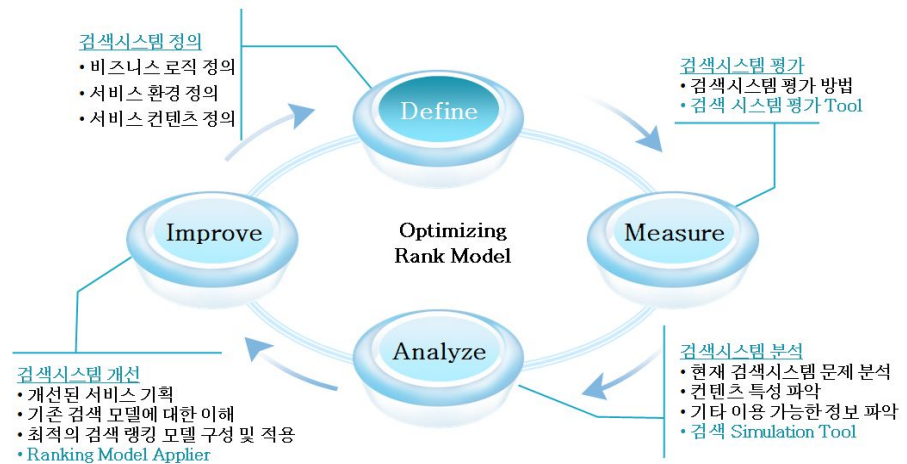 검색시스템 정의
• 비즈니스 로직 정의
• 서비스 환경 정의
• 서비스 컨텐츠 정의
Define
검색시스템 평가
• 검색시스템 평가 방법
• 검색 시스템 평가 Tool
Improve
Optimizing
Rank Model
Measure
Analyze
검색시스템 분석
• 현재 검색시스템 문제 분석
• 컨텐츠 특성 파악
• 기타 이용 가능한 정보 파악
• 검색 Simulation Tool
검색시스템 개선
• 개선된 서비스 기획
• 기존 검색 모델에 대한 이해
• 최적의 검색 랭킹 모델 구성 및 적용
• Ranking Model Applier